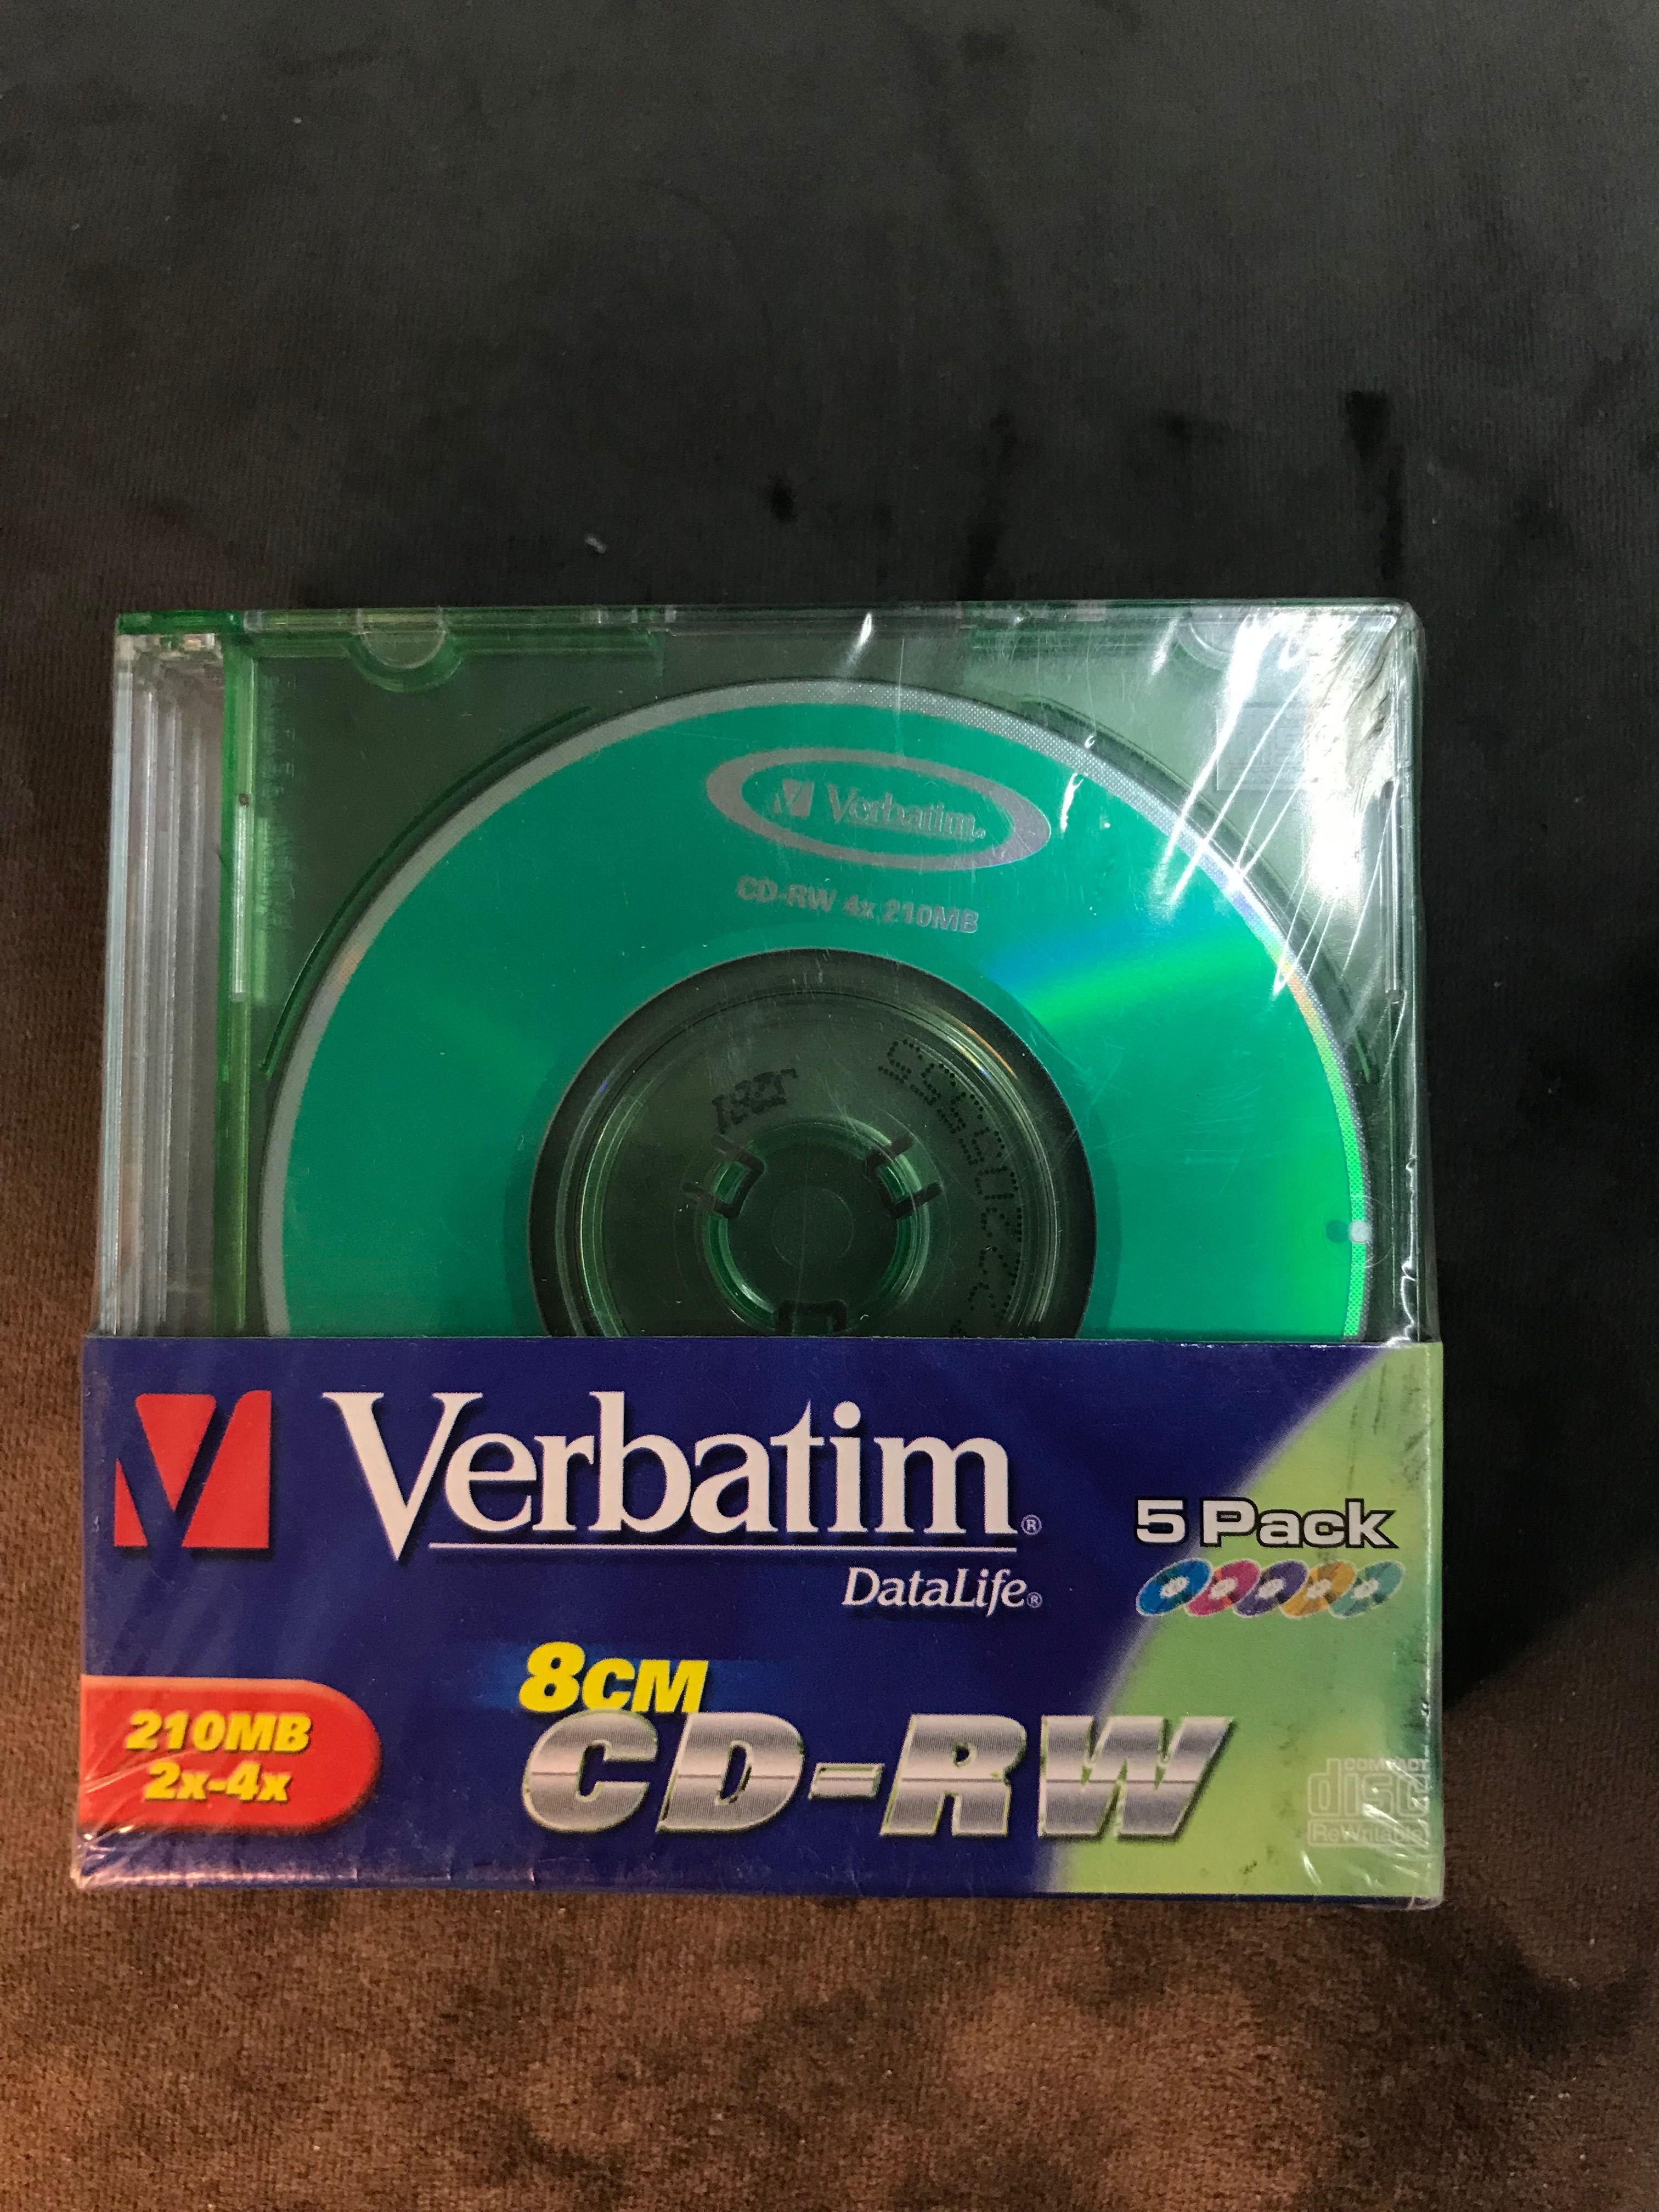 Verbatim
CD-RW 4x 210MB
Verbatim®
DataLife®
5 Pack
210MB
2x-4x
8CM
CD-RW
COMPACT
disc
ReWritable